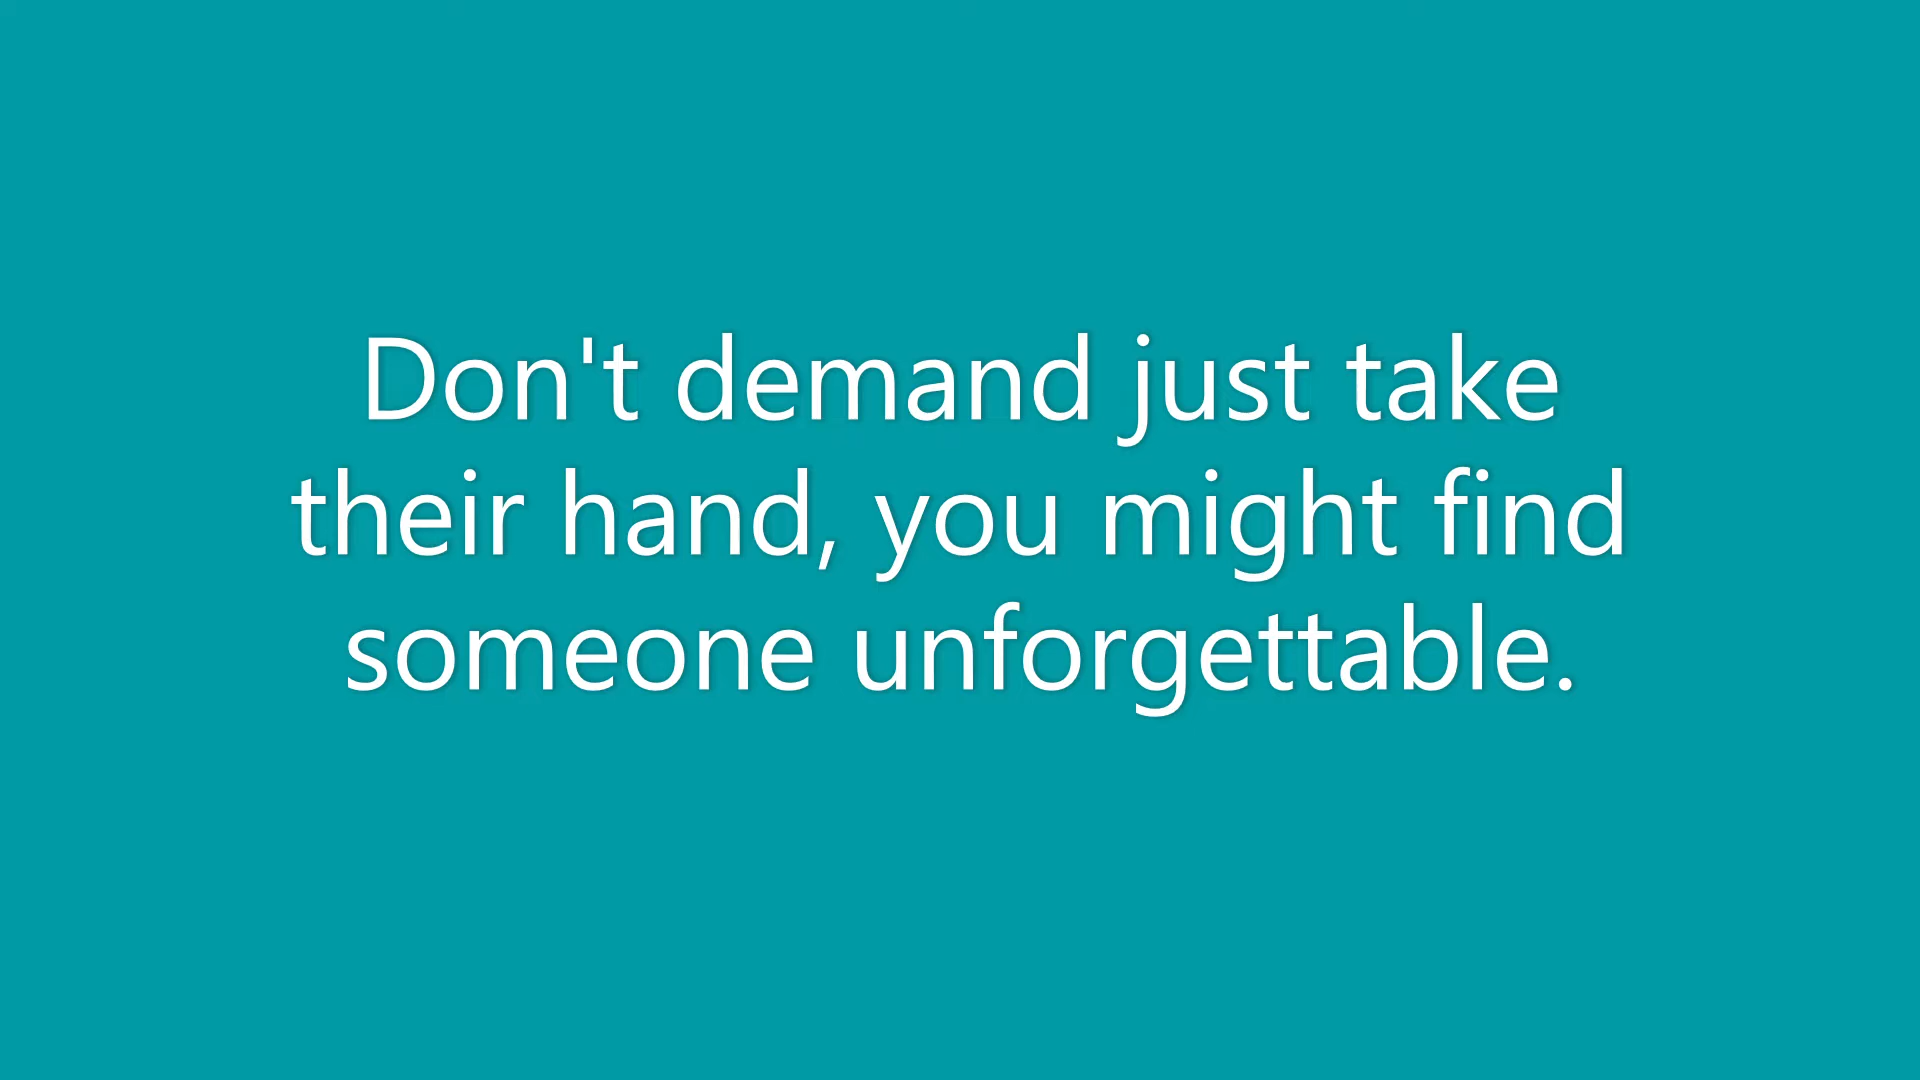 Don't demand just take
their hand, you might find
someone unforgettable.